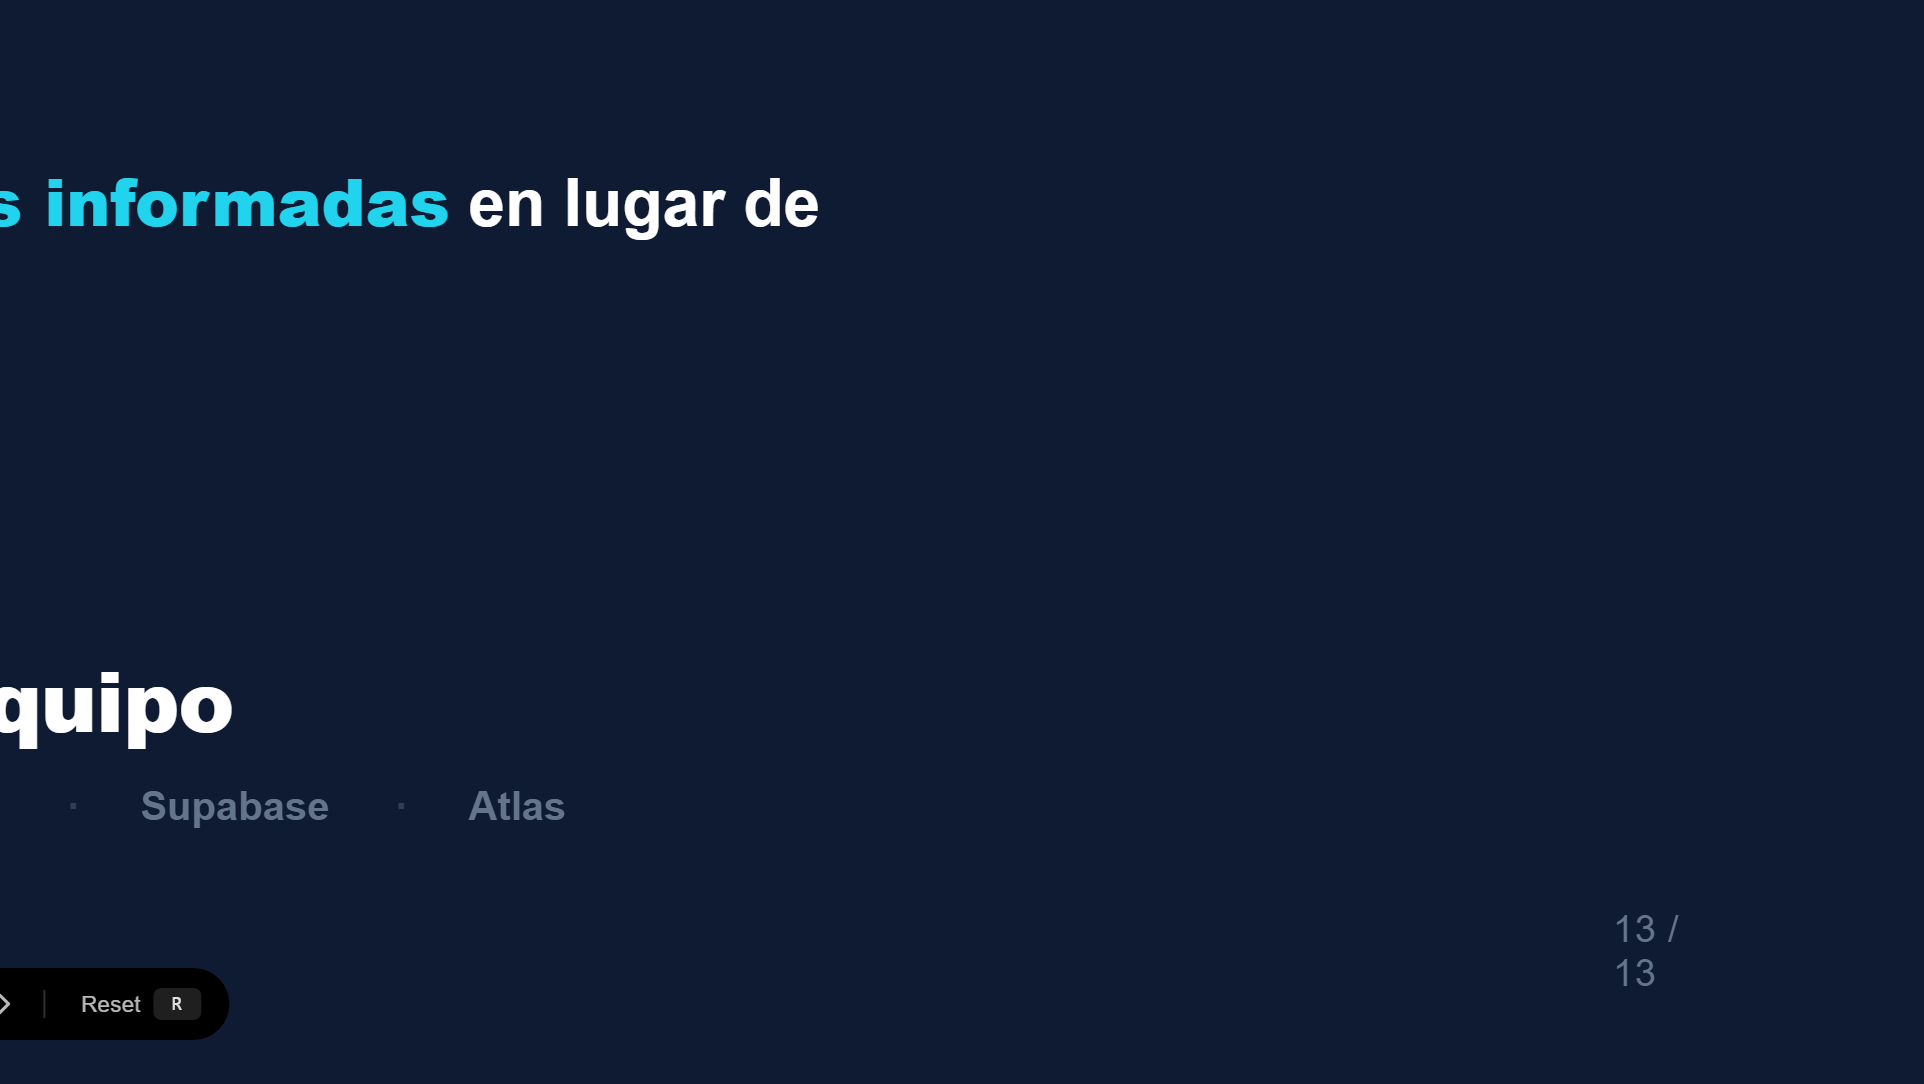 s informadas en lugar de
quipo
· Supabase · Atlas
13 /
13
Reset R